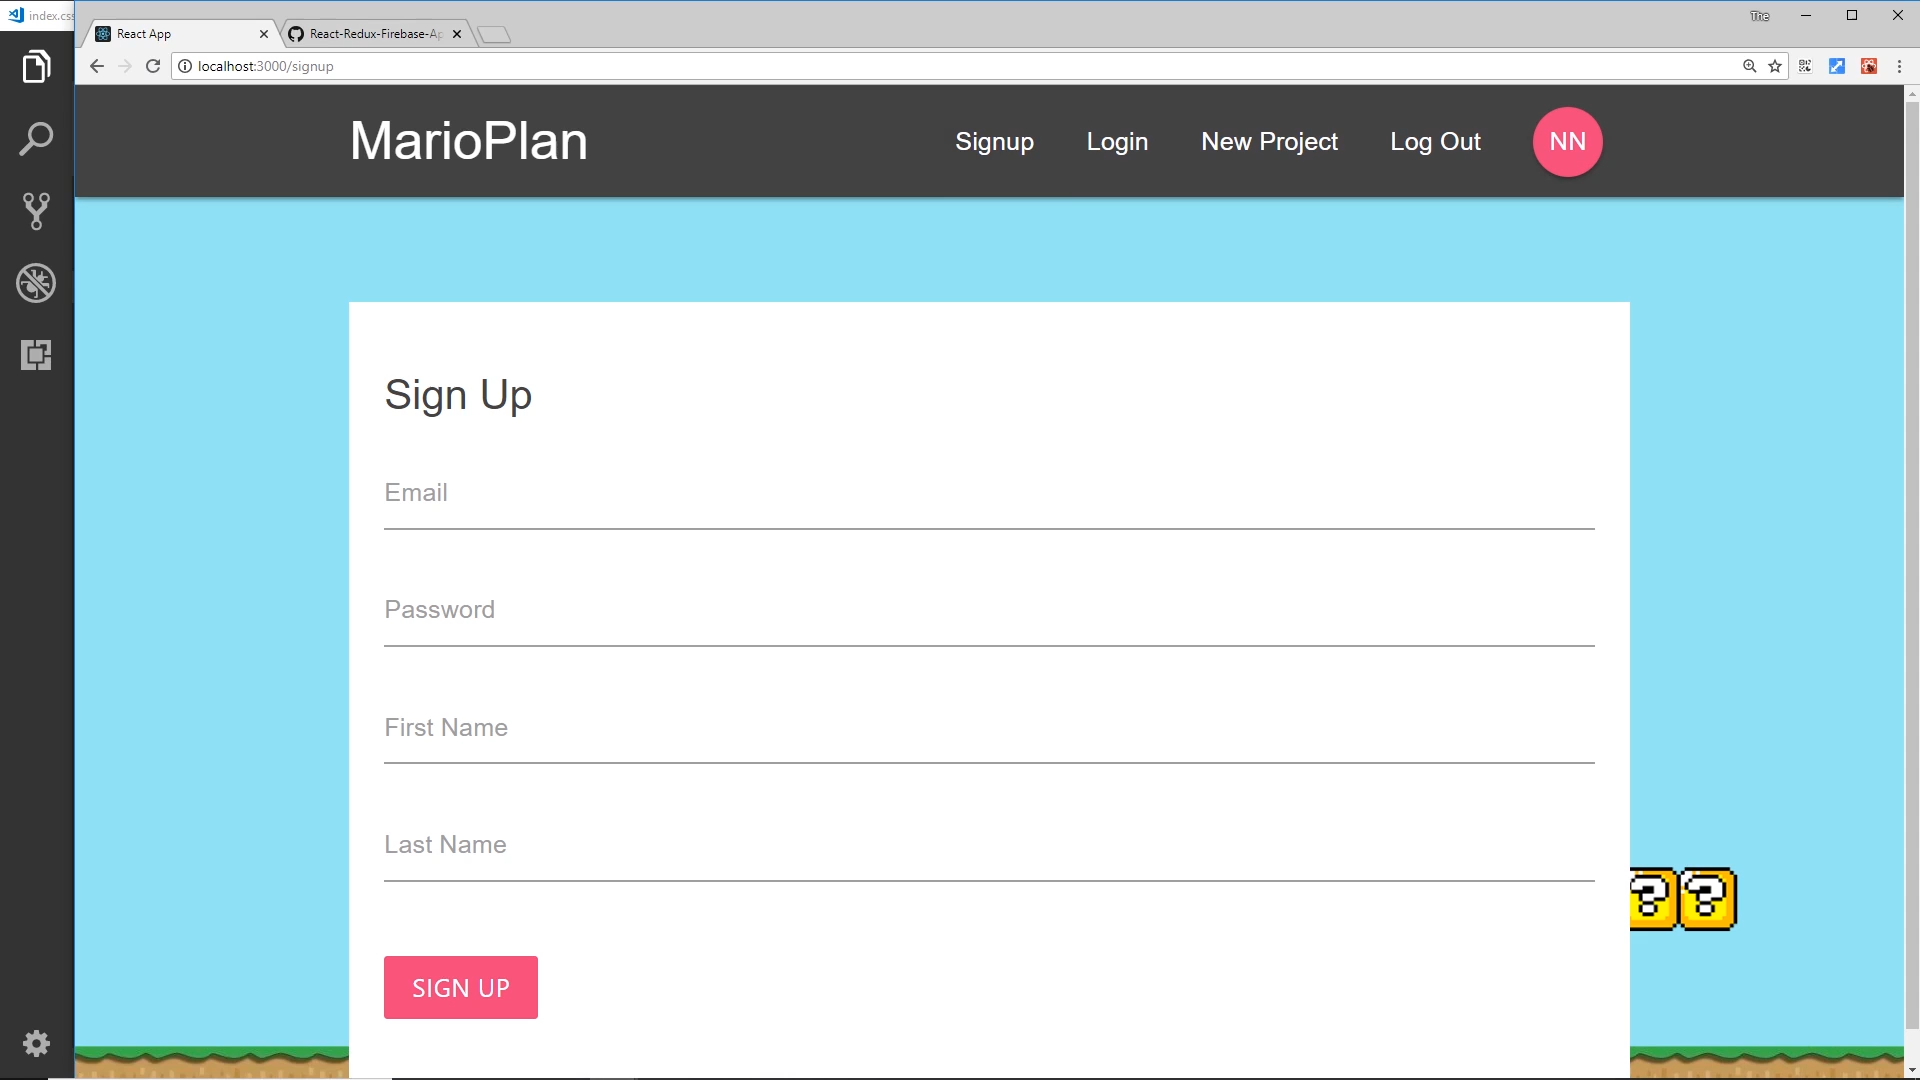 index.css
React App
React-Redux-Firebase-Ap
The
localhost:3000/signup
MarioPlan
Signup
Login
New Project
Log Out
NN
Sign Up
Email
Password
First Name
Last Name
SIGN UP
? ?